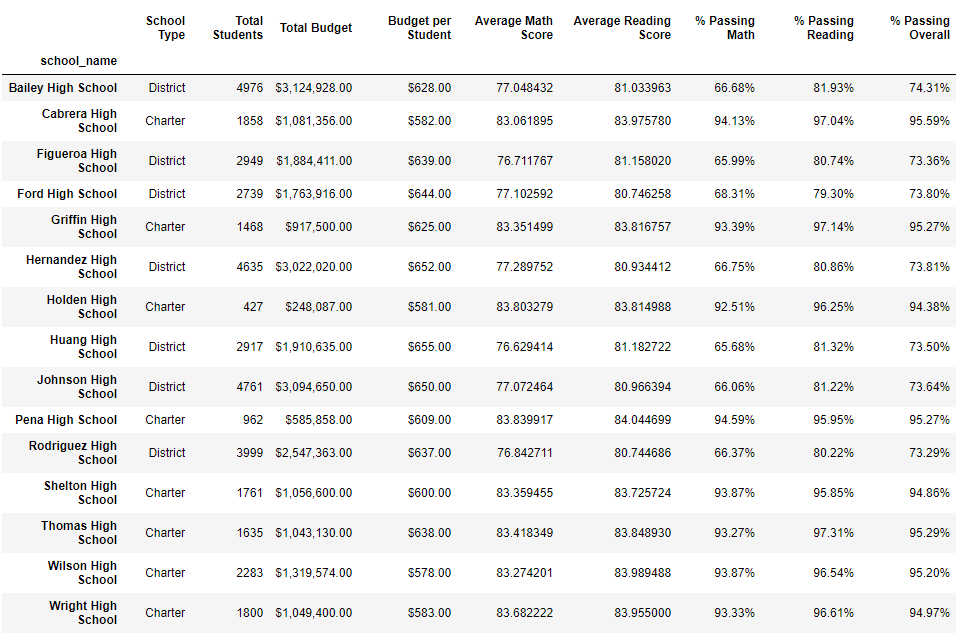 School Type Total Students Total Budget Budget per Student Average Math Score Average Reading Score % Passing Math % Passing Reading % Passing Overall
school_name
Bailey High School District 4976 $3,124,928.00 $628.00 77.048432 81.033963 66.68% 81.93% 74.31%
Cabrera High School Charter 1858 $1,081,356.00 $582.00 83.061895 83.975780 94.13% 97.04% 95.59%
Figueroa High School District 2949 $1,884,411.00 $639.00 76.711767 81.158020 65.99% 80.74% 73.36%
Ford High School District 2739 $1,763,916.00 $644.00 77.102592 80.746258 68.31% 79.30% 73.80%
Griffin High School Charter 1468 $917,500.00 $625.00 83.351499 83.816757 93.39% 97.14% 95.27%
Hernandez High School District 4635 $3,022,020.00 $652.00 77.289752 80.934412 66.75% 80.86% 73.81%
Holden High School Charter 427 $248,087.00 $581.00 83.803279 83.814988 92.51% 96.25% 94.38%
Huang High School District 2917 $1,910,635.00 $655.00 76.629414 81.182722 65.68% 81.32% 73.50%
Johnson High School District 4761 $3,094,650.00 $650.00 77.072464 80.966394 66.06% 81.22% 73.64%
Pena High School Charter 962 $585,858.00 $609.00 83.839917 84.044699 94.59% 95.95% 95.27%
Rodriguez High School District 3999 $2,547,363.00 $637.00 76.842711 80.744686 66.37% 80.22% 73.29%
Shelton High School Charter 1761 $1,056,600.00 $600.00 83.359455 83.725724 93.87% 95.85% 94.86%
Thomas High School Charter 1635 $1,043,130.00 $638.00 83.418349 83.848930 93.27% 97.31% 95.29%
Wilson High School Charter 2283 $1,319,574.00 $578.00 83.274201 83.989488 93.87% 96.54% 95.20%
Wright High School Charter 1800 $1,049,400.00 $583.00 83.682222 83.955000 93.33% 96.61% 94.97%